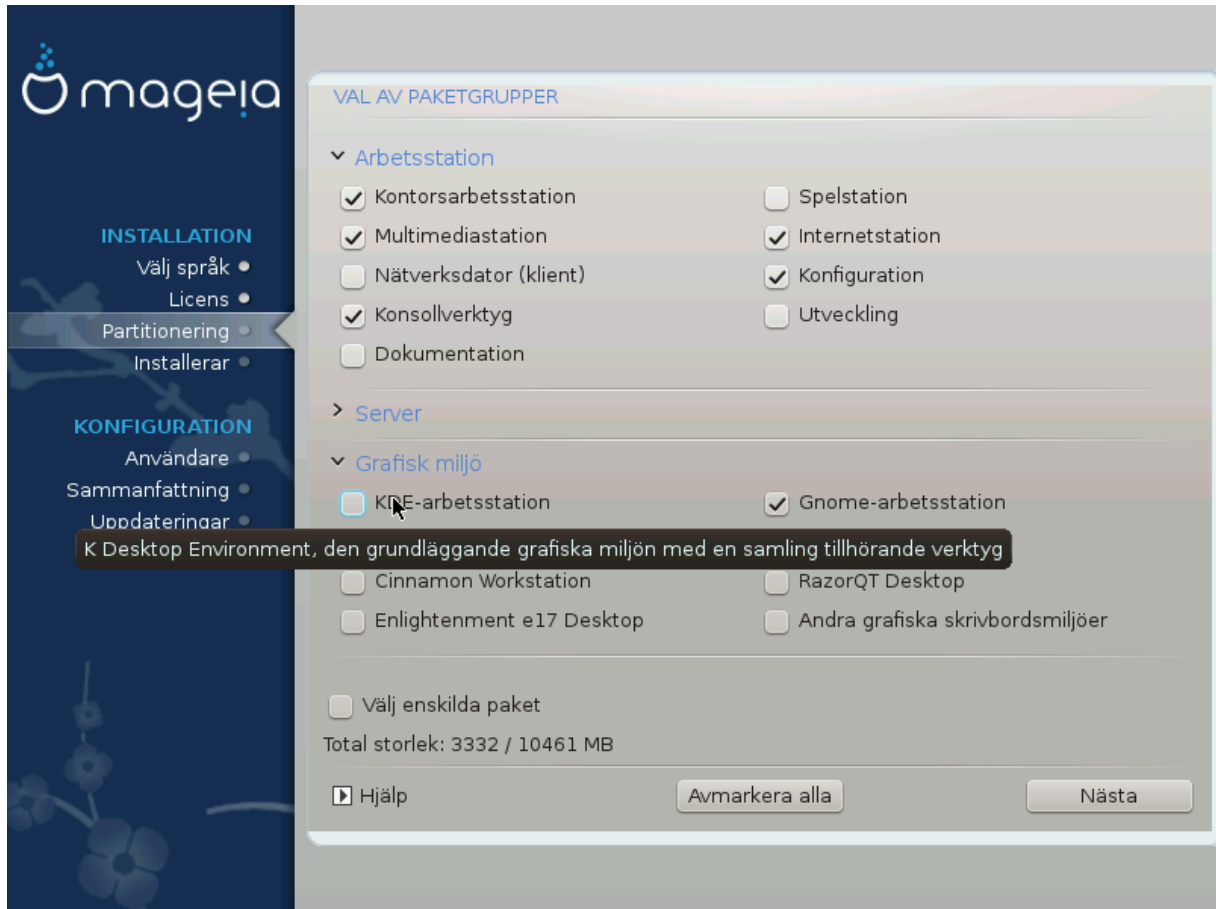 mageia
INSTALLATION
Välj språk
Licens
Partitionering
Installerar
KONFIGURATION
Användare
Sammanfattning
Uppdateringar
VAL AV PAKETGRUPPER
Arbetsstation
Kontorsarbetsstation
Spelstation
Multimediastation
Internetstation
Nätverksdator (klient)
Konfiguration
Konsollverktyg
Utveckling
Dokumentation
Server
Grafisk miljö
KDE-arbetsstation
Gnome-arbetsstation
K Desktop Environment, den grundläggande grafiska miljön med en samling tillhörande verktyg
Cinnamon Workstation
RazorQT Desktop
Enlightenment e17 Desktop
Andra grafiska skrivbordsmiljöer
Välj enskilda paket
Total storlek: 3332 / 10461 MB
Hjälp
Avmarkera alla
Nästa